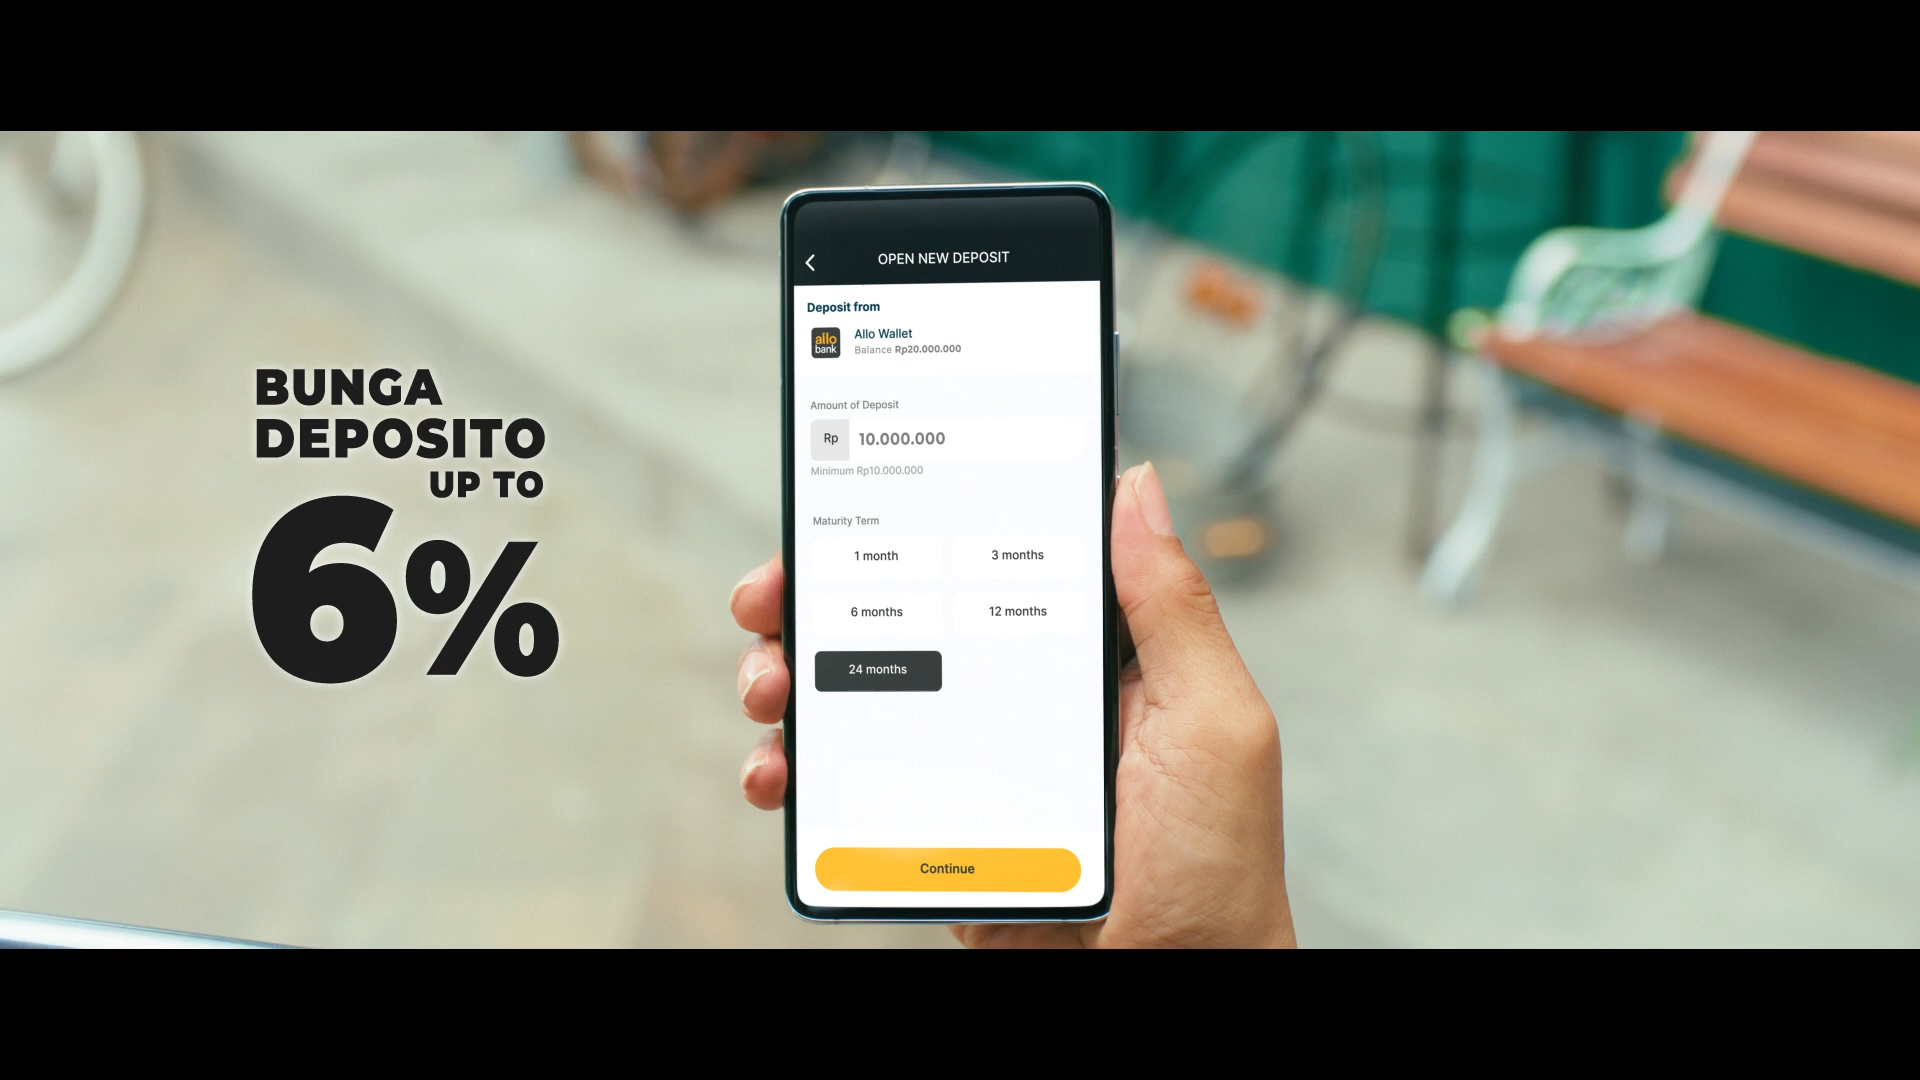 BUNGA
DEPOSITO
UP TO
6%
OPEN NEW DEPOSIT
Deposit from
allo
bank
Allo Wallet
Balance Rp20.000.000
Amount of Deposit
Rp 10.000.000
Minimum Rp10.000.000
Maturity Term
1 month 3 months
6 months 12 months
24 months
Continue